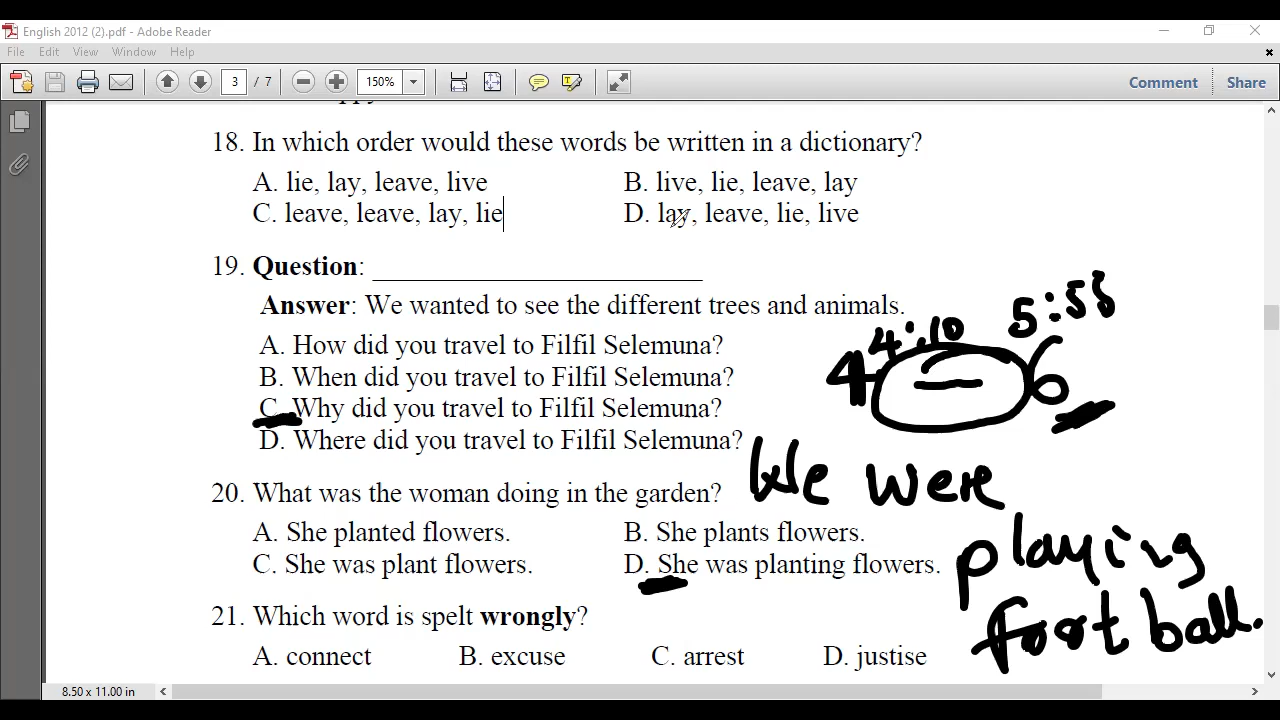 English 2012 (2).pdf - Adobe Reader
File Edit View Window Help
3 / 7 150% Comment Share
18. In which order would these words be written in a dictionary?
A. lie, lay, leave, live B. live, lie, leave, lay
C. leave, leave, lay, lie D. lay, leave, lie, live
19. Question: ______________________
Answer: We wanted to see the different trees and animals.
A. How did you travel to Filfil Selemuna?
B. When did you travel to Filfil Selemuna?
C. Why did you travel to Filfil Selemuna?
D. Where did you travel to Filfil Selemuna?
4:10 5:55
4 6
20. What was the woman doing in the garden?
A. She planted flowers. B. She plants flowers.
C. She was plant flowers. D. She was planting flowers.
We were
playing
foot ball.
21. Which word is spelt wrongly?
A. connect B. excuse C. arrest D. justise
8.50 x 11.00 in